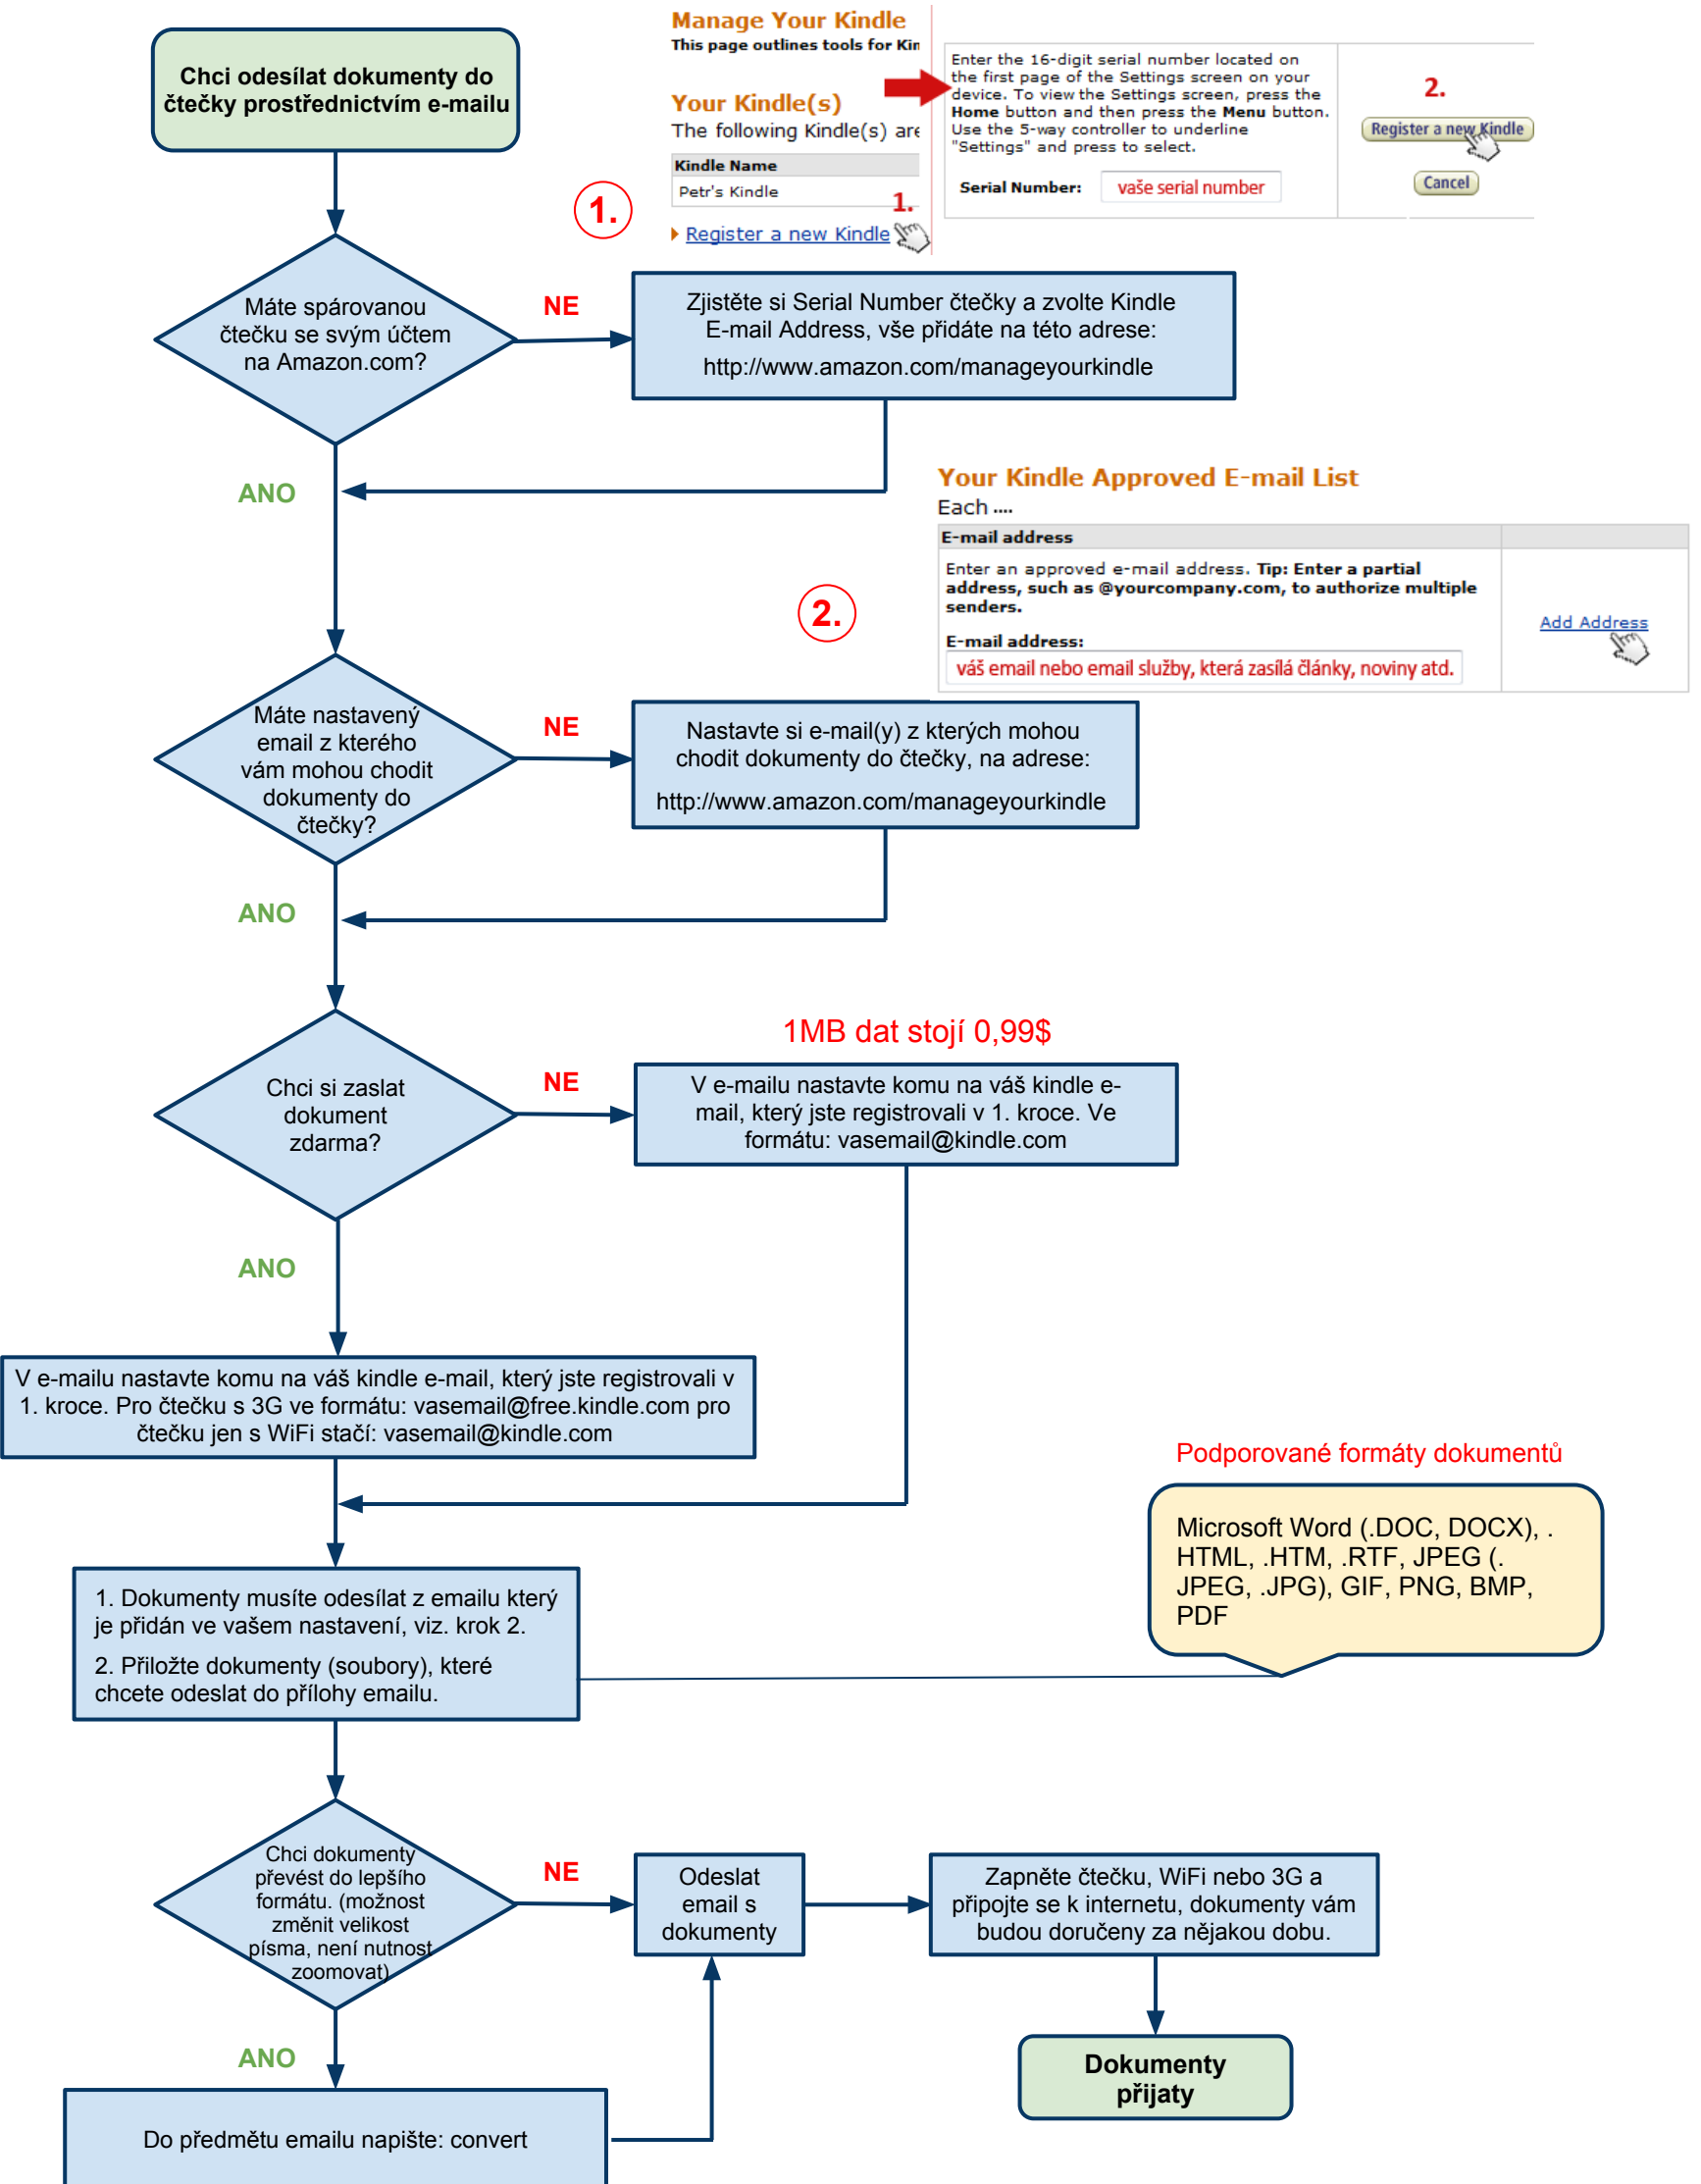 Manage Your Kindle
This page outlines tools for Kin
Your Kindle(s)
The following Kindle(s) are
Kindle Name
Petr's Kindle
1.
Register a new Kindle
Enter the 16-digit serial number located on
the first page of the Settings screen on your
device. To view the Settings screen, press the
Home button and then press the Menu button.
Use the 5-way controller to underline
"Settings" and press to select.
Serial Number: vaše serial number
2.
Register a new Kindle
Cancel
Chci odesílat dokumenty do
čtečky prostřednictvím e-mailu
1.
Máte spárovanou
čtečku se svým účtem
na Amazon.com?
NE
Zjistěte si Serial Number čtečky a zvolte Kindle
E-mail Address, vše přidáte na této adrese:
http://www.amazon.com/manageyourkindle
ANO
Your Kindle Approved E-mail List
Each ....
E-mail address
Enter an approved e-mail address. Tip: Enter a partial
address, such as @yourcompany.com, to authorize multiple
senders.
E-mail address:
váš email nebo email služby, která zasílá články, noviny atd.
Add Address
2.
Máte nastavený
email z kterého
vám mohou chodit
dokumenty do
čtečky?
NE
Nastavte si e-mail(y) z kterých mohou
chodit dokumenty do čtečky, na adrese:
http://www.amazon.com/manageyourkindle
ANO
1MB dat stojí 0,99$
Chci si zaslat
dokument
zdarma?
NE
V e-mailu nastavte komu na váš kindle e-
mail, který jste registrovali v 1. kroce. Ve
formátu: vasemail@kindle.com
ANO
V e-mailu nastavte komu na váš kindle e-mail, který jste registrovali v
1. kroce. Pro čtečku s 3G ve formátu: vasemail@free.kindle.com pro
čtečku jen s WiFi stačí: vasemail@kindle.com
Podporované formáty dokumentů
Microsoft Word (.DOC, DOCX), .
HTML, .HTM, .RTF, JPEG (.
JPEG, .JPG), GIF, PNG, BMP,
PDF
1. Dokumenty musíte odesílat z emailu který
je přidán ve vašem nastavení, viz. krok 2.
2. Přiložte dokumenty (soubory), které
chcete odeslat do přílohy emailu.
Chci dokumenty
převést do lepšího
formátu. (možnost
změnit velikost
písma, není nutnost
zoomovat)
NE
Odeslat
email s
dokumenty
Zapněte čtečku, WiFi nebo 3G a
připojte se k internetu, dokumenty vám
budou doručeny za nějakou dobu.
ANO
Dokumenty
přijaty
Do předmětu emailu napište: convert